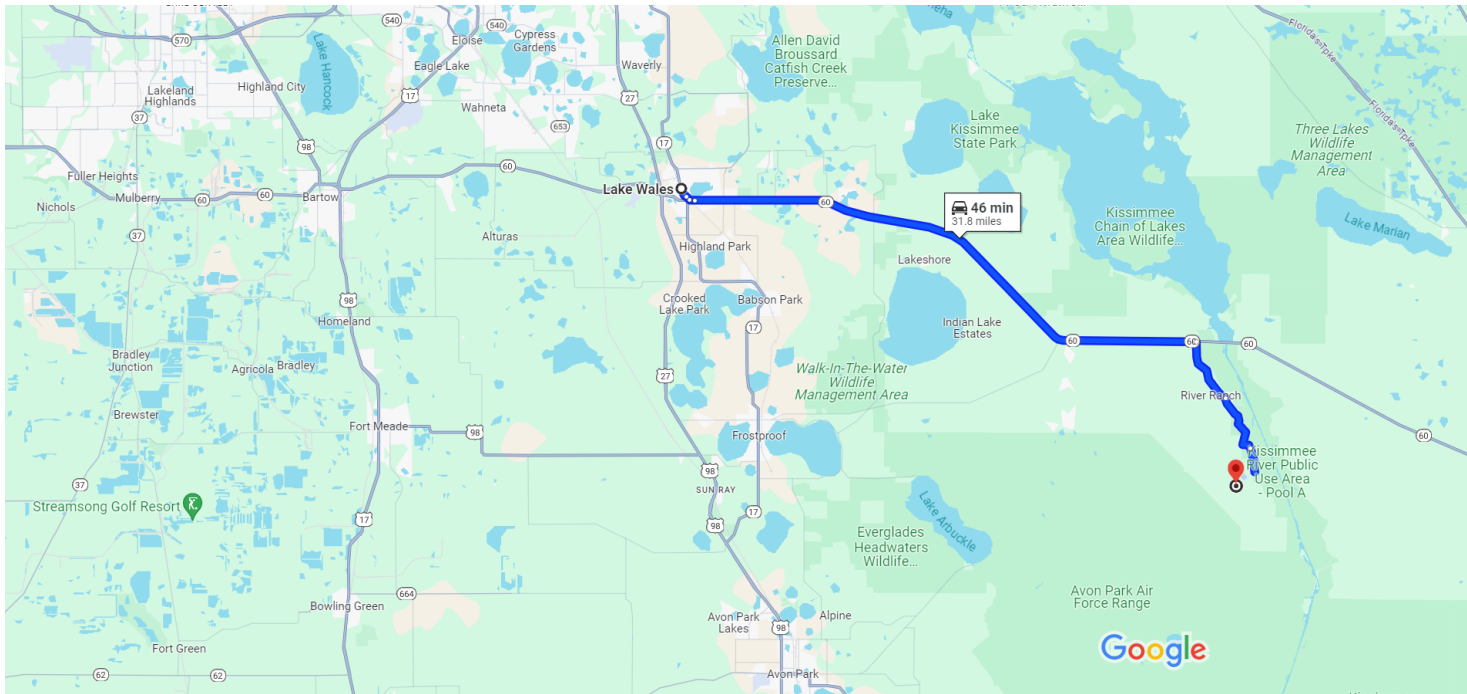 540
540
Cypress
Gardens
Eloise
570
Lake Hancock
Eagle Lake
Waverly
Allen David
Broussard
Catfish Creek
Preserve...
Florida's Tpke
Florida's Tpke
Lakeland
Highlands
Highland City
17
27
Wahneta
37
653
Lake
Kissimmee
State Park
Three Lakes
Wildlife
Management
Area
98
17
60
60
Fuller Heights
Mulberry
60
60
Bartow
Lake Wales
60
46 min
31.8 miles
Nichols
37
Alturas
Highland Park
Kissimmee
Chain of Lakes
Area Wildlife...
Lake Marian
Lakeshore
98
Crooked
Lake Park
Babson Park
Homeland
17
Indian Lake
Estates
60
60
60
Bradley
Junction
Bradley
Agricola
27
Walk-In-The-Water
Wildlife
Management Area
River Ranch
Brewster
Fort Meade
98
Frostproof
60
Kissimmee
River Public
Use Area
- Pool A
37
98
SUN RAY
Streamsong Golf Resort
17
98
17
Lake Arbuckle
Everglades
Headwaters
Wildlife...
664
Bowling Green
Avon Park Air
Force Range
Avon Park
Lakes
Alpine
98
Google
Fort Green
62
62
Avon Park